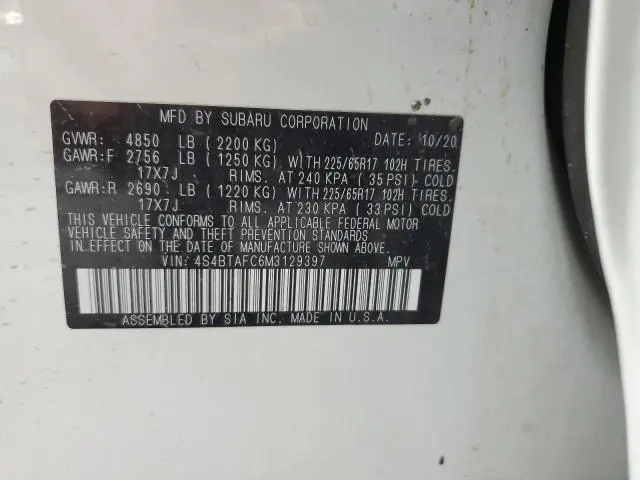 MFD BY SUBARU CORPORATION
GVWR: 4850 LB (2200 KG) DATE: 10/20
GAWR:F 2756 LB (1250 KG) WITH 225/65R17 102H TIRES.
17X7J RIMS. AT 240 KPA (35 PSI) COLD
GAWR:R 2690 LB (1220 KG) WITH 225/65R17 102H TIRES.
17X7J RIMS. AT 230 KPA (33 PSI) COLD
THIS VEHICLE CONFORMS TO ALL APPLICABLE FEDERAL MOTOR
VEHICLE SAFETY AND THEFT PREVENTION STANDARDS IN
EFFECT ON THE DATE OF MANUFACTURE SHOWN ABOVE.
VIN: 4S4BTAFC6M3129397 MPV
ASSEMBLED BY SIA INC. MADE IN U.S.A.